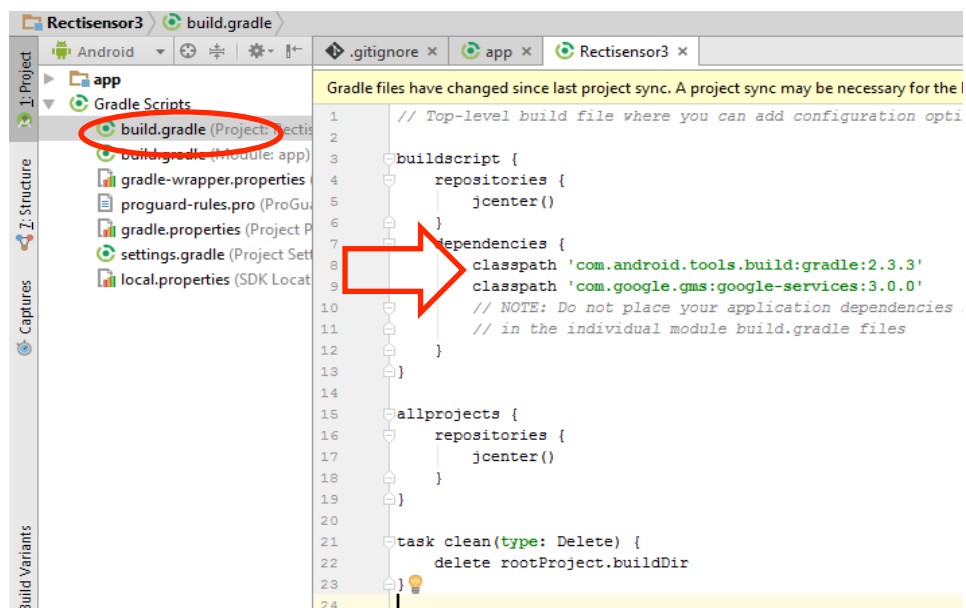 Rectisensor3 build.gradle
Android
.gitignore × app × Rectisensor3 ×
1: Project
Z: Structure
Captures
Build Variants
app
Gradle Scripts
build.gradle (Project: Rectis
build.gradle (Module: app)
gradle-wrapper.properties (
proguard-rules.pro (ProGua
gradle.properties (Project P
settings.gradle (Project Sett
local.properties (SDK Locat
Gradle files have changed since last project sync. A project sync may be necessary for the I
1 // Top-level build file where you can add configuration opti
2
3 buildscript {
4 repositories {
5 jcenter()
6 }
7 dependencies {
8 classpath 'com.android.tools.build:gradle:2.3.3'
9 classpath 'com.google.gms:google-services:3.0.0'
10 // NOTE: Do not place your application dependencies
11 // in the individual module build.gradle files
12 }
13 }
14
15 allprojects {
16 repositories {
17 jcenter()
18 }
19 }
20
21 task clean(type: Delete) {
22 delete rootProject.buildDir
23 }
24